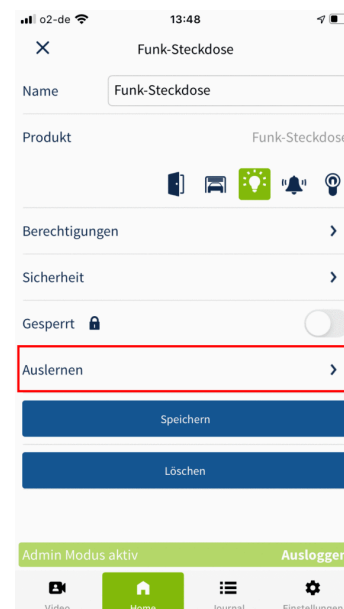 o2-de 13:48
Funk-Steckdose
Name Funk-Steckdose
Produkt Funk-Steckdose
Berechtigungen
Sicherheit
Gesperrt
Auslernen
Speichern
Löschen
Admin Modus aktiv Ausloggen
Video Home Journal Einstellungen